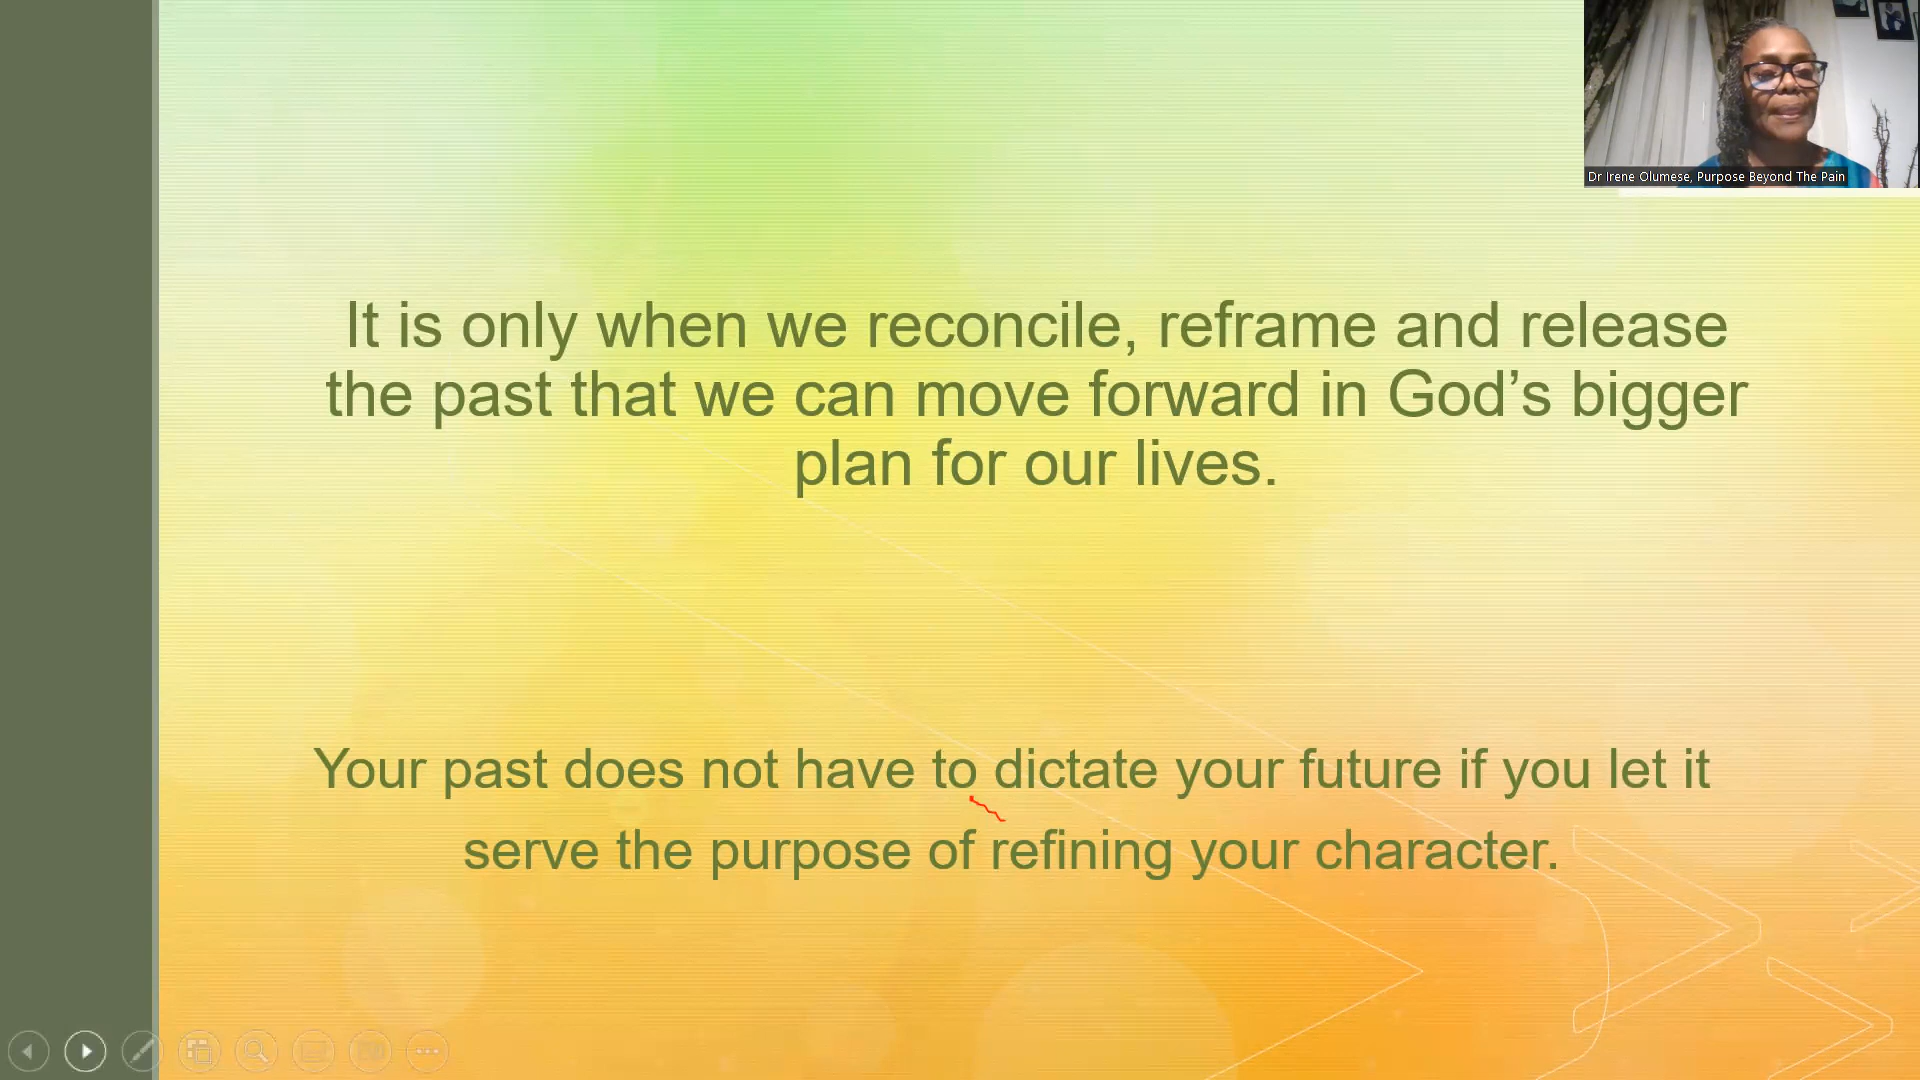 Dr Irene Olumese, Purpose Beyond The Pain
It is only when we reconcile, reframe and release
the past that we can move forward in God’s bigger
plan for our lives.
Your past does not have to dictate your future if you let it
serve the purpose of refining your character.